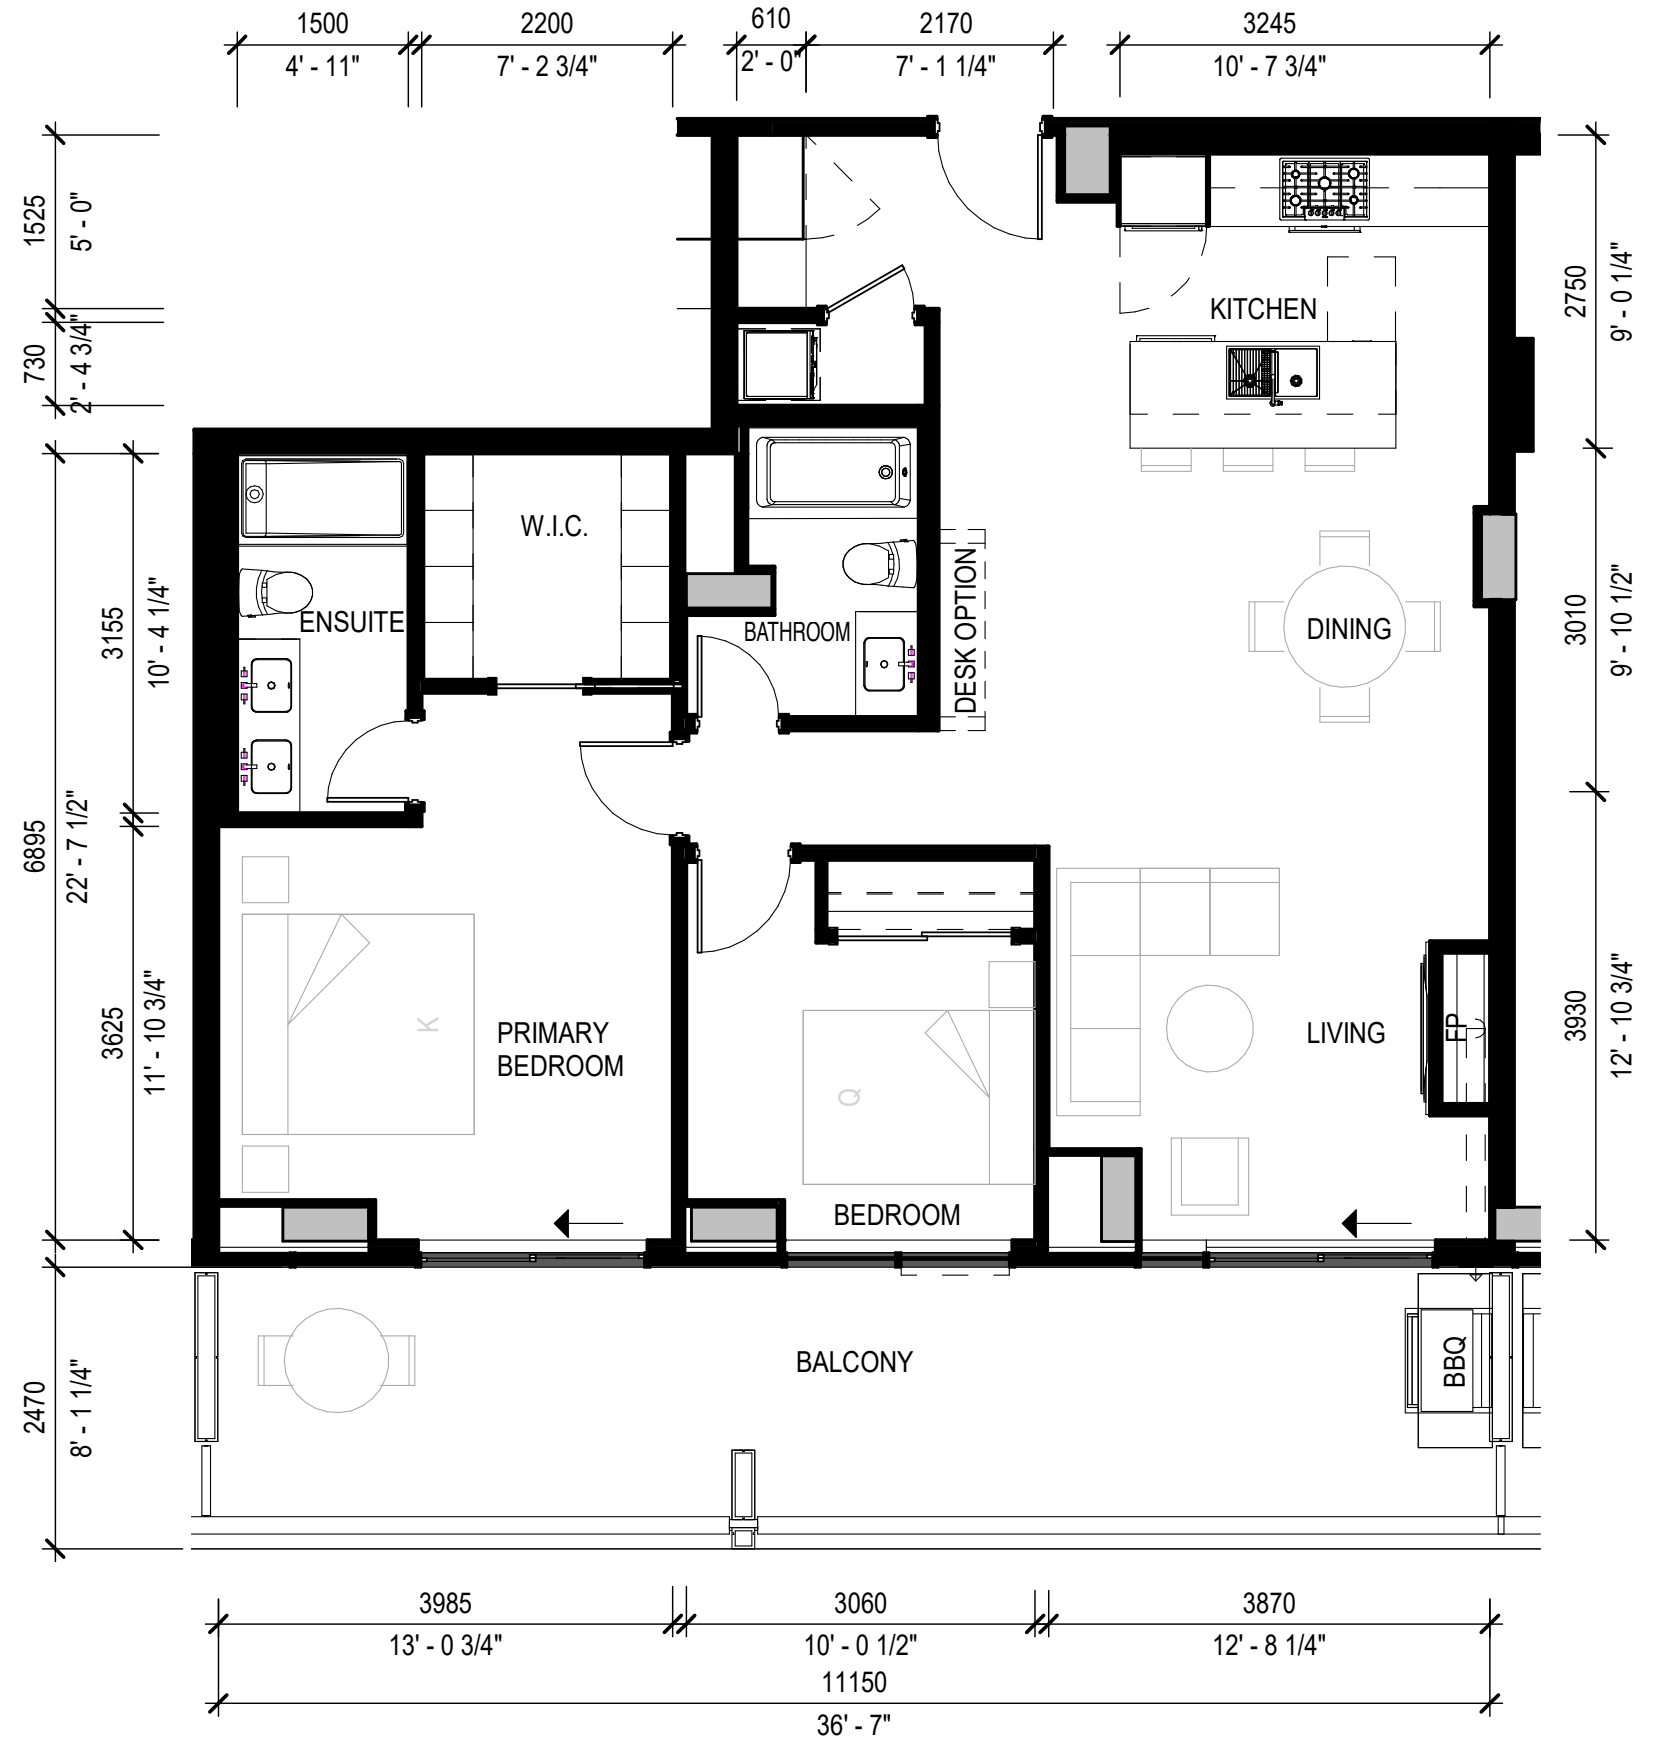 1500
2200
610
2170
3245
4' - 11"
7' - 2 3/4"
2' - 0"
7' - 1 1/4"
10' - 7 3/4"
1525
5' - 0"
730
2' - 4 3/4"
6895
22' - 7 1/2"
3155
10' - 4 1/4"
3625
11' - 10 3/4"
2470
8' - 1 1/4"
2750
9' - 0 1/4"
3010
9' - 10 1/2"
3930
12' - 10 3/4"
KITCHEN
W.I.C.
ENSUITE
BATHROOM
DESK OPTION
DINING
K
PRIMARY
BEDROOM
Q
BEDROOM
LIVING
FP
BALCONY
BBQ
3985
3060
3870
13' - 0 3/4"
10' - 0 1/2"
12' - 8 1/4"
11150
36' - 7"